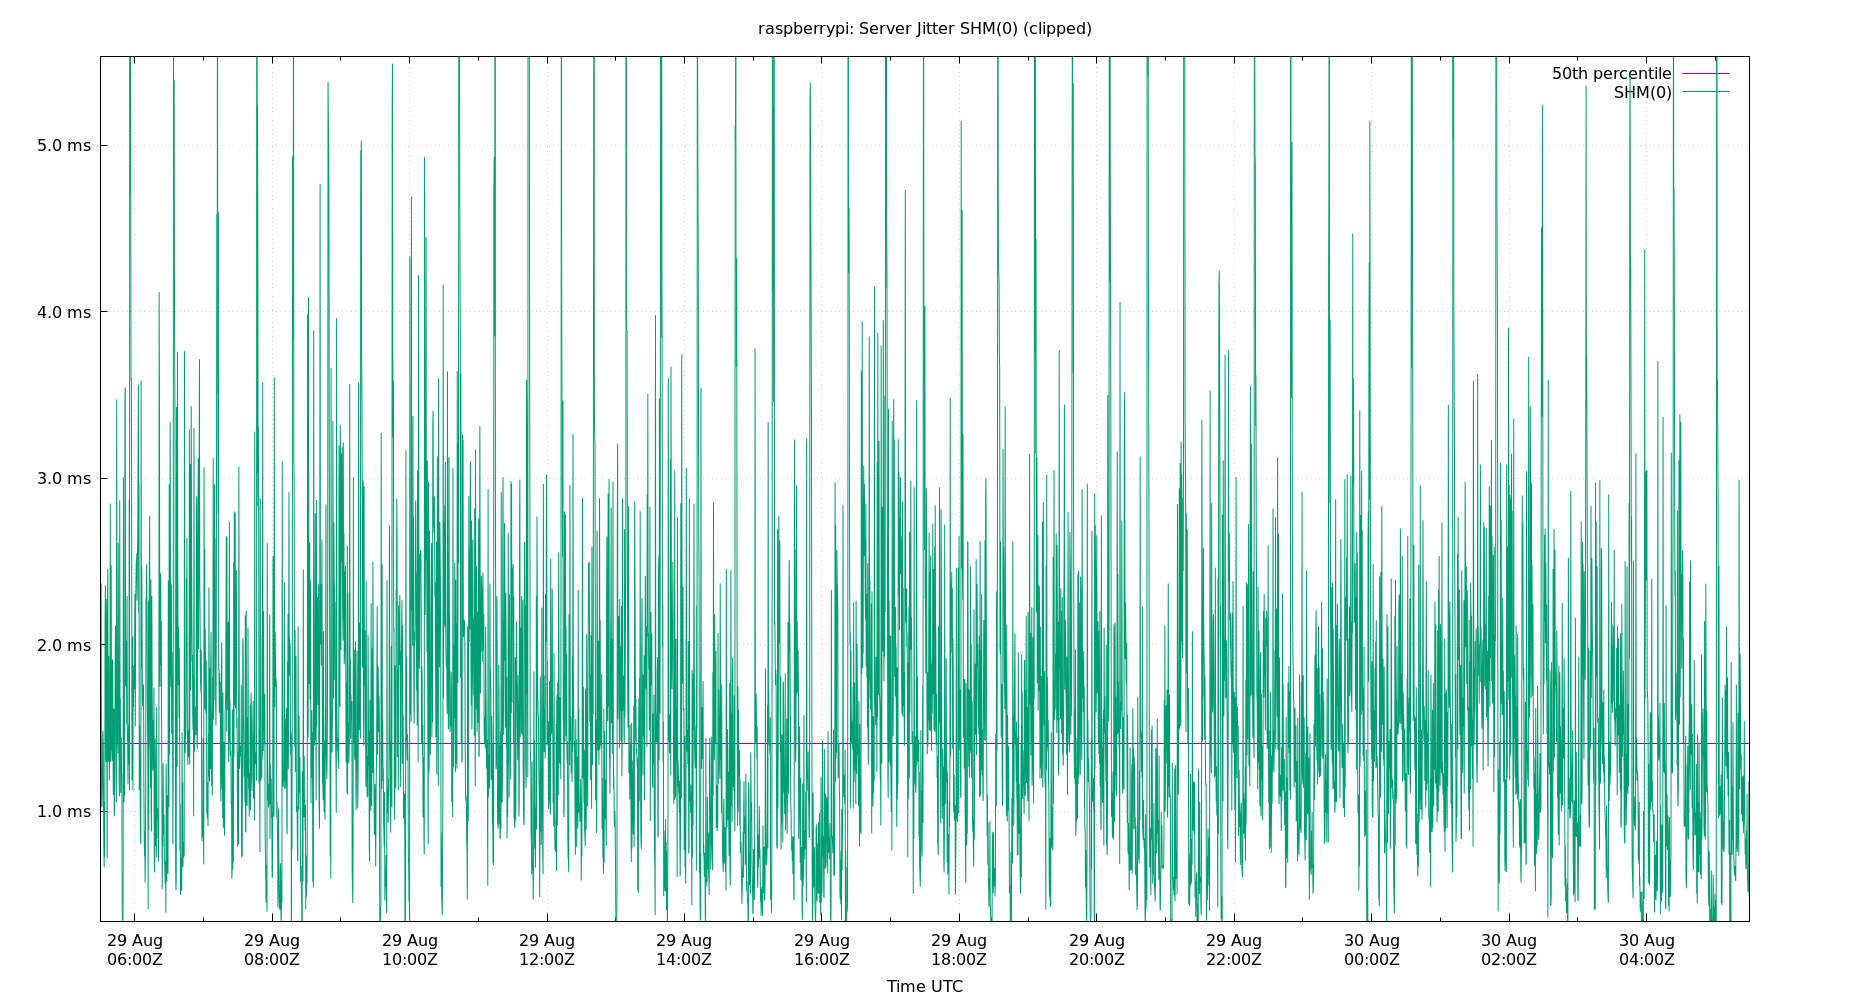 raspberrypi: Server Jitter SHM(0) (clipped)
50th percentile
SHM(0)
5.0 ms
4.0 ms
3.0 ms
2.0 ms
1.0 ms
29 Aug 29 Aug 29 Aug 29 Aug 29 Aug 29 Aug 29 Aug 29 Aug 29 Aug 30 Aug 30 Aug 30 Aug
06:00Z 08:00Z 10:00Z 12:00Z 14:00Z 16:00Z 18:00Z 20:00Z 22:00Z 00:00Z 02:00Z 04:00Z
Time UTC